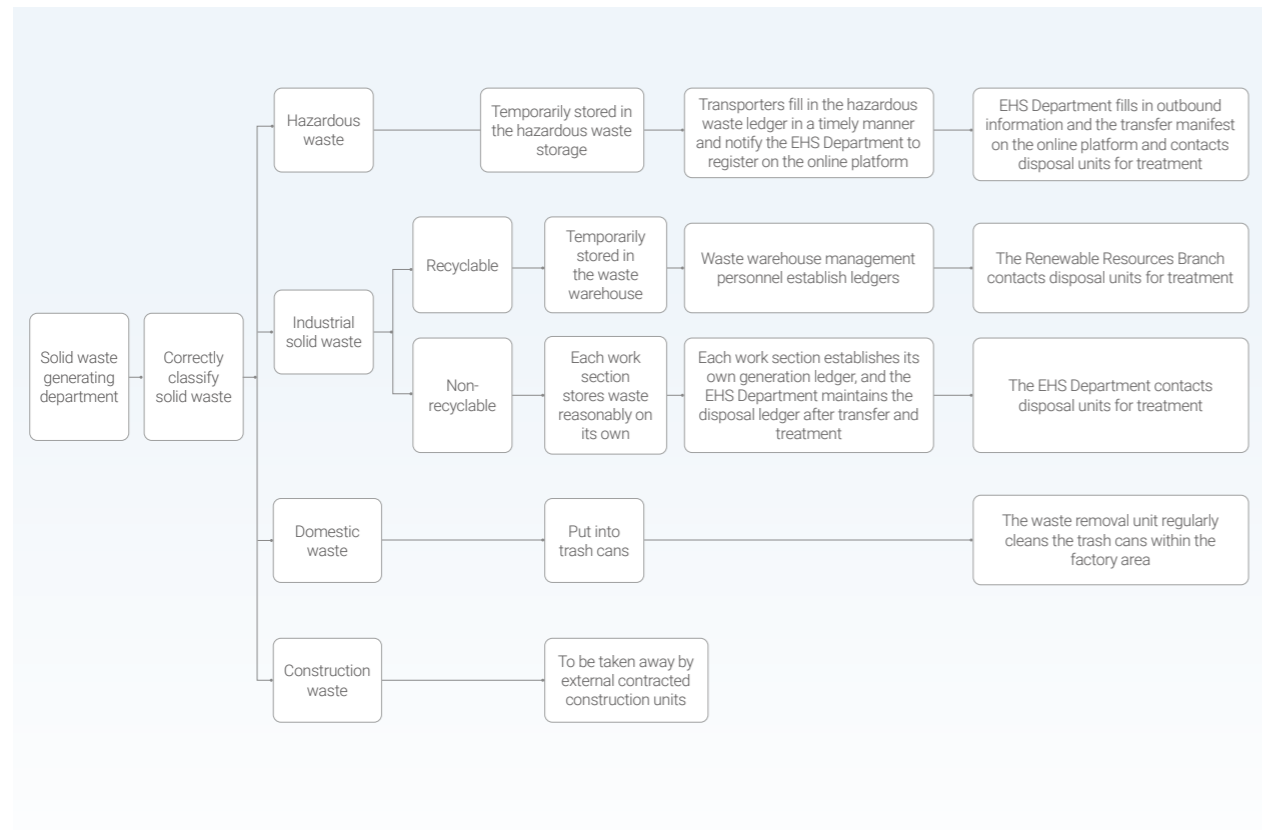 Solid waste
generating
department
Correctly
classify
solid waste
Hazardous
waste
Temporarily stored in
the hazardous waste
storage
Transporters fill in the hazardous
waste ledger in a timely manner
and notify the EHS Department to
register on the online platform
EHS Department fills in outbound
information and the transfer manifest
on the online platform and contacts
disposal units for treatment
Industrial
solid waste
Recyclable
Temporarily
stored in
the waste
warehouse
Waste warehouse management
personnel establish ledgers
The Renewable Resources Branch
contacts disposal units for treatment
Non-
recyclable
Each work
section
stores waste
reasonably on
its own
Each work section establishes its
own generation ledger, and the
EHS Department maintains the
disposal ledger after transfer and
treatment
The EHS Department contacts
disposal units for treatment
Domestic
waste
Put into
trash cans
The waste removal unit regularly
cleans the trash cans within the
factory area
Construction
waste
To be taken away by
external contracted
construction units